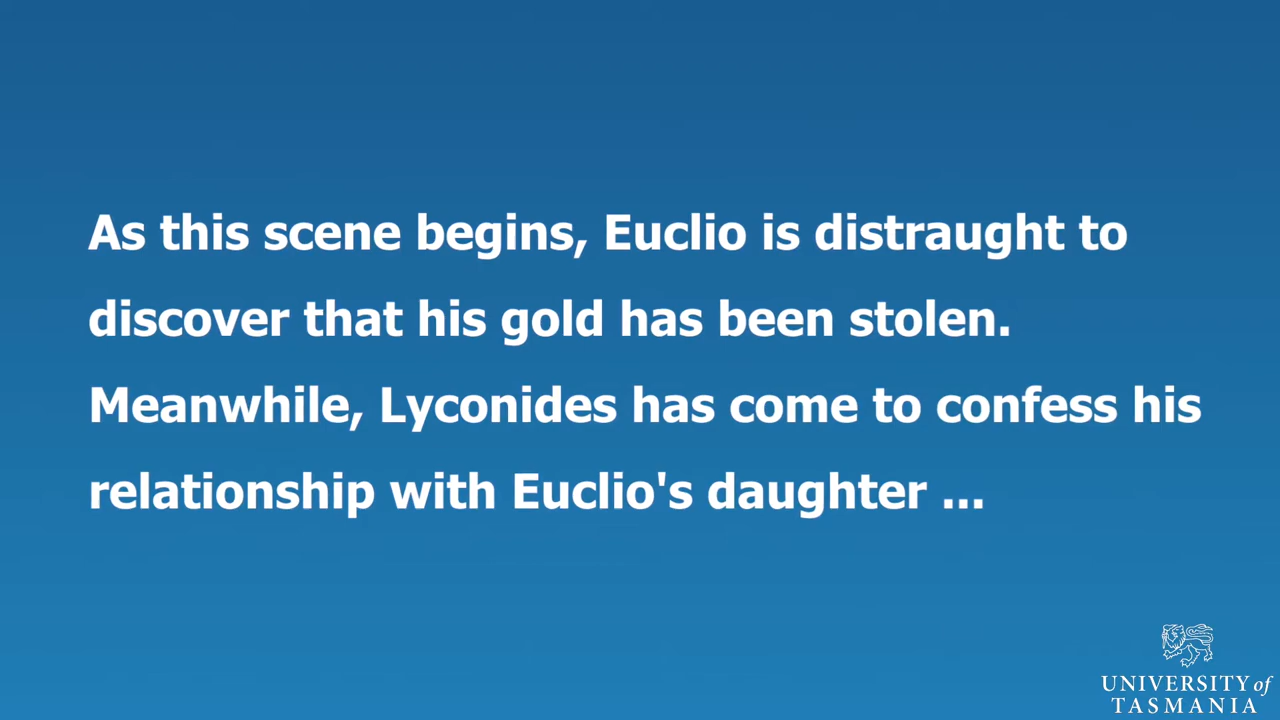 As this scene begins, Euclio is distraught to
discover that his gold has been stolen.
Meanwhile, Lyconides has come to confess his
relationship with Euclio's daughter ...
UNIVERSITY of
TASMANIA